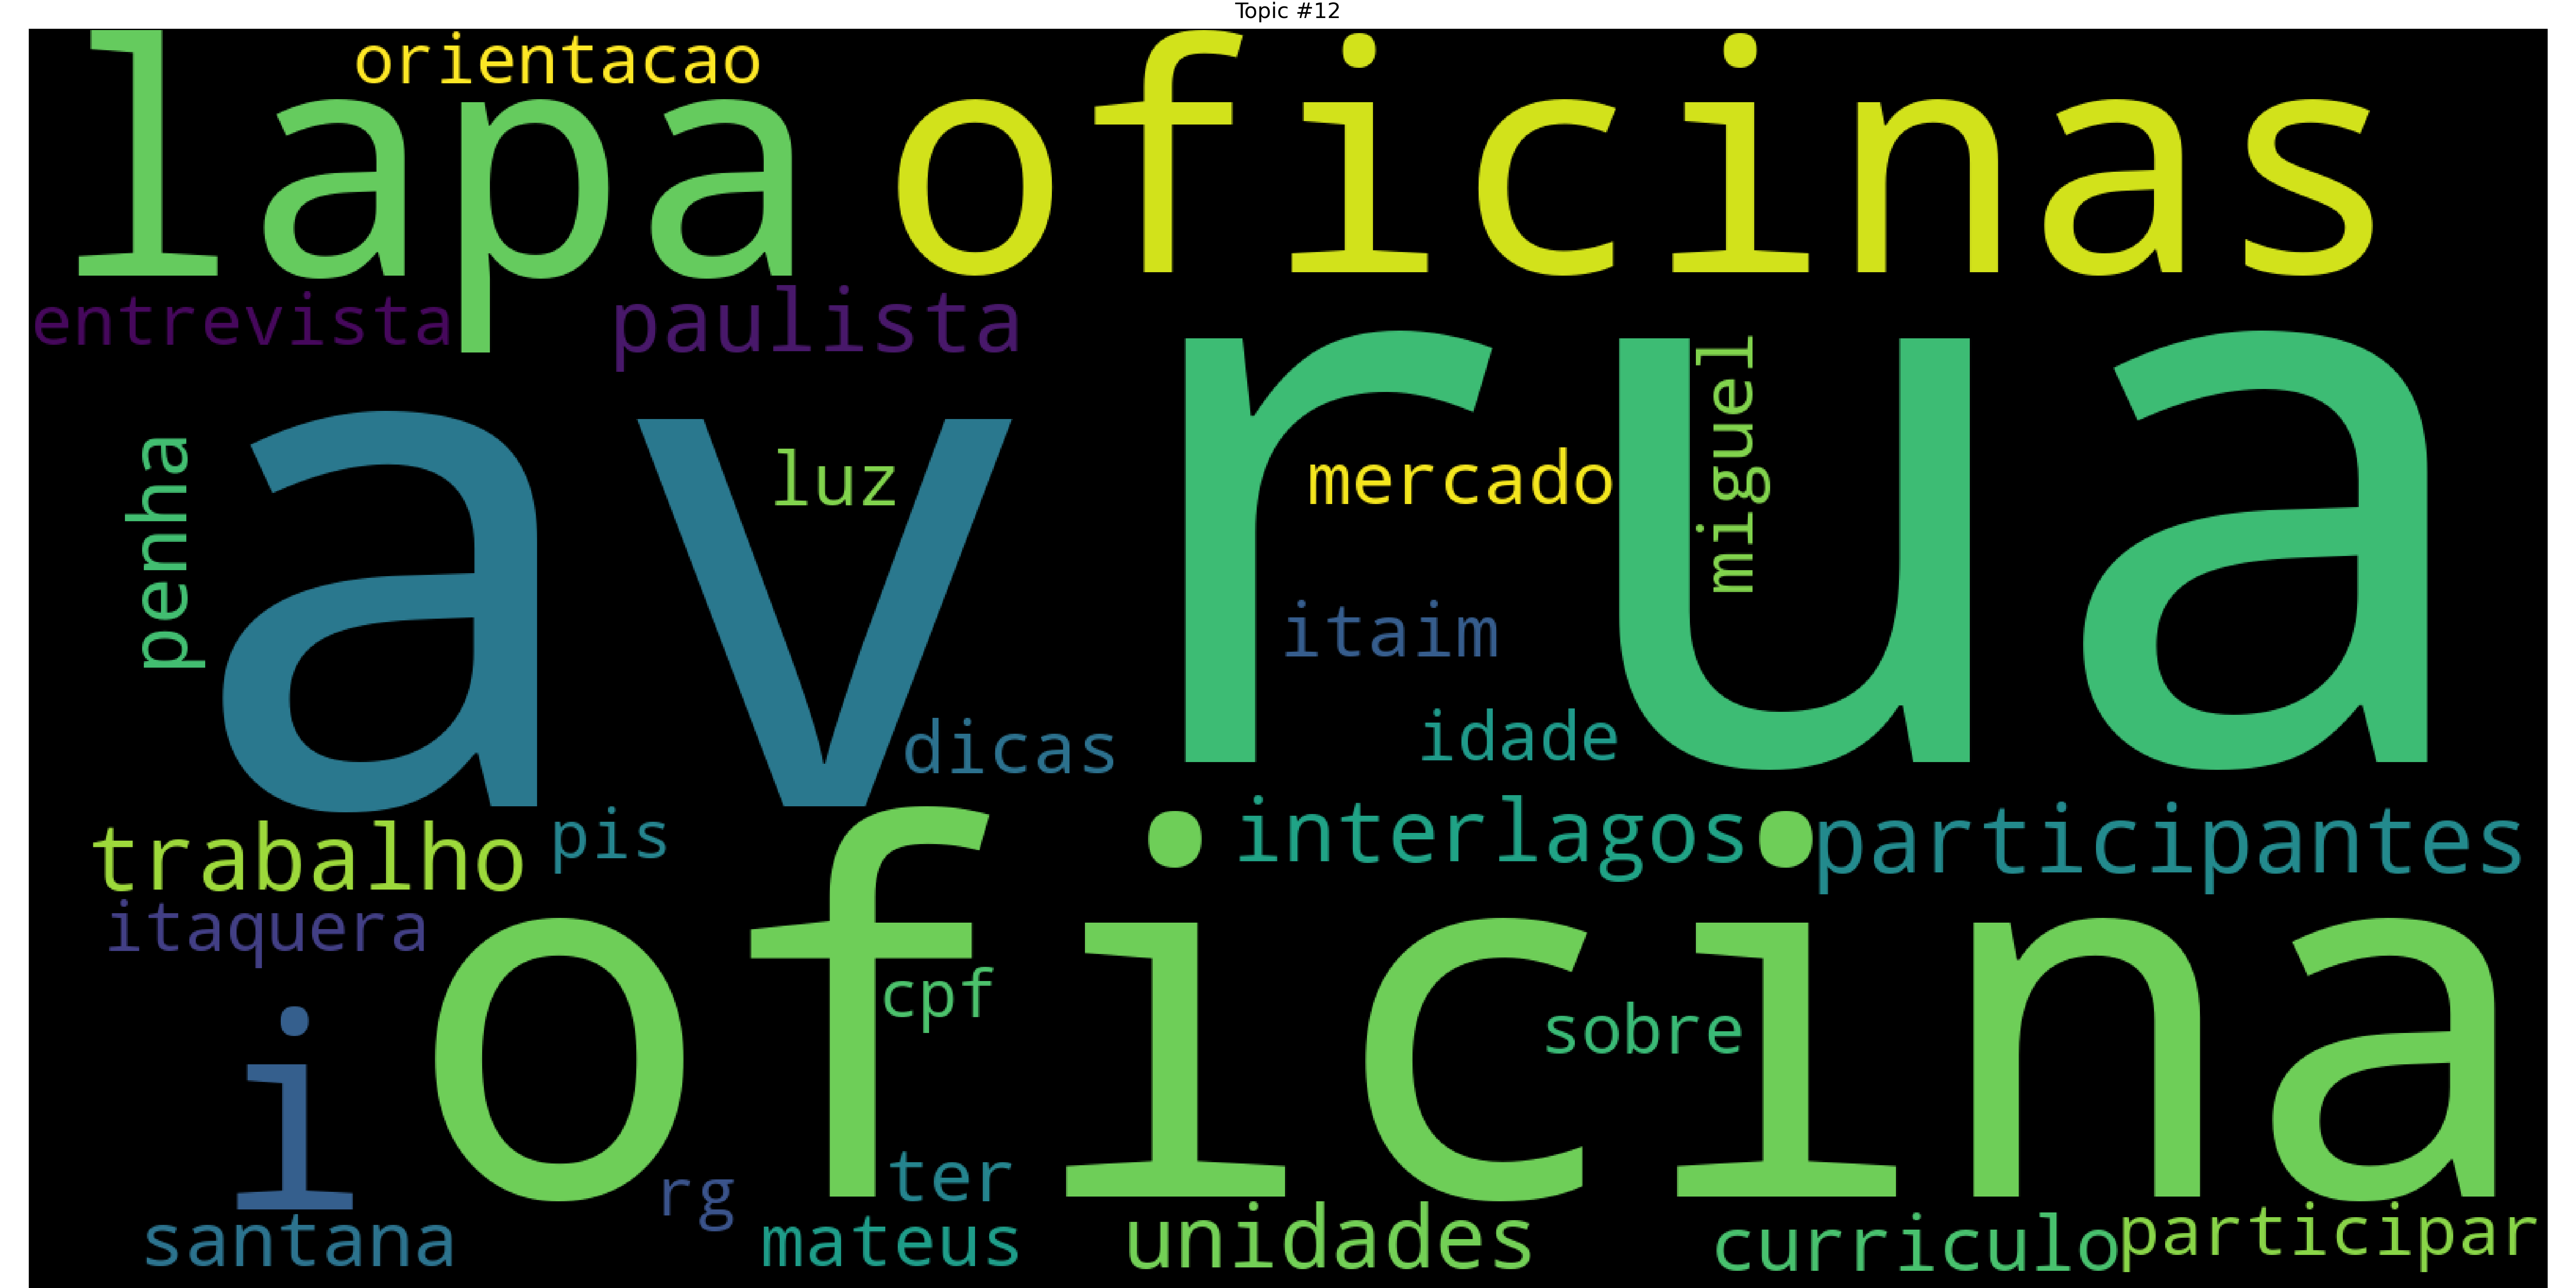 Topic #12
orientacao
lapa
oficinas
entrevista
paulista
rua
miguel
av
penha
luz
mercado
itaim
idade
dicas
interlagos
participantes
trabalho
pis
itaquera
oficina
cpf
sobre
i
ter
rg
santana
mateus
unidades
curriculo
participar